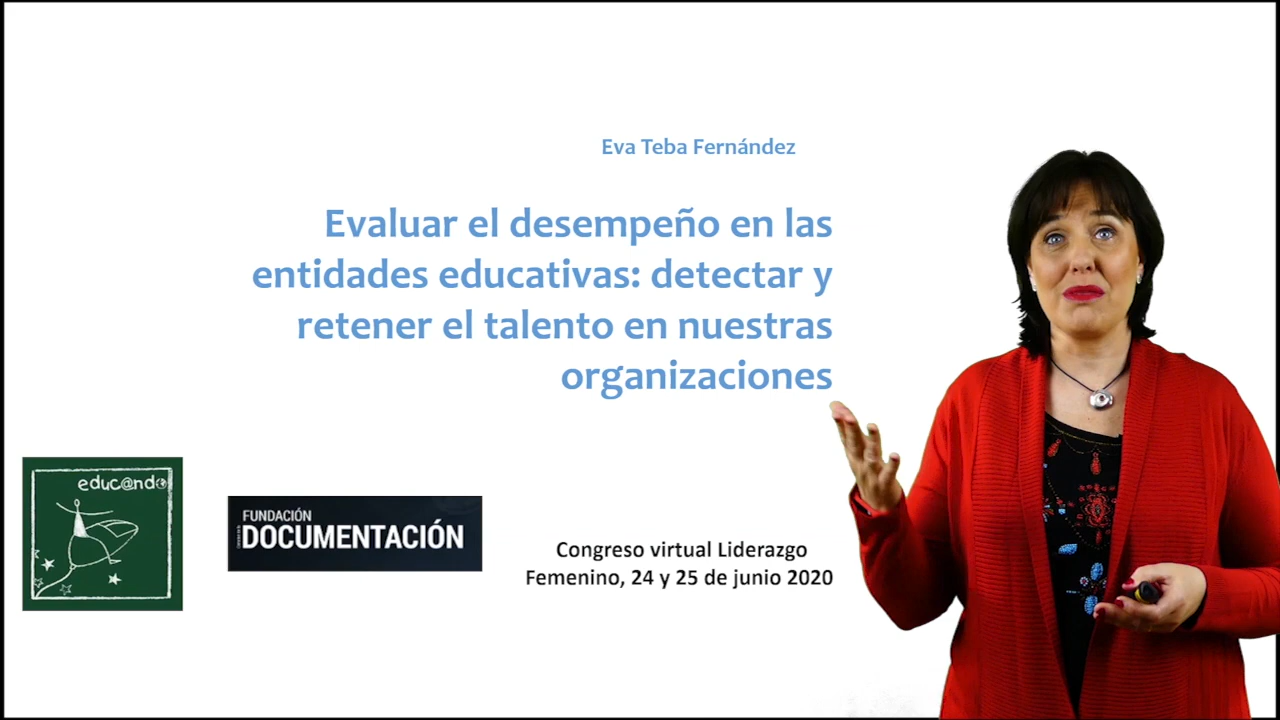 Eva Teba Fernández
Evaluar el desempeño en las
entidades educativas: detectar y
retener el talento en nuestras
organizaciones
educ@ndo
FUNDACIÓN
DOCUMENTACIÓN
Congreso virtual Liderazgo
Femenino, 24 y 25 de junio 2020